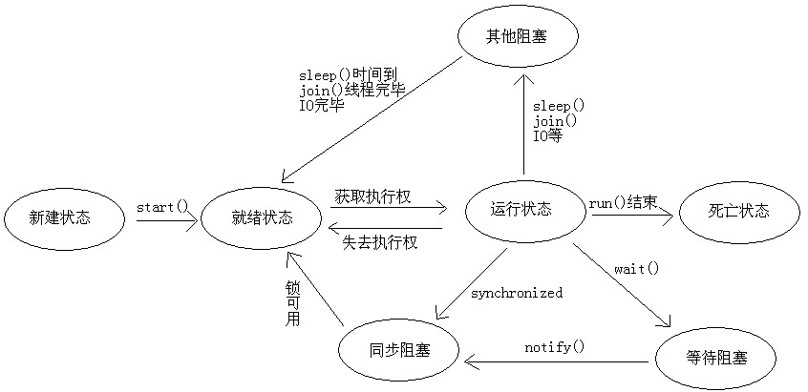 其他阻塞
sleep()时间到
join()线程完毕
IO完毕
sleep()
join()
IO等
新建状态
start()
就绪状态
获取执行权
失去执行权
运行状态
run()结束
死亡状态
锁可用
synchronized
wait()
同步阻塞
notify()
等待阻塞